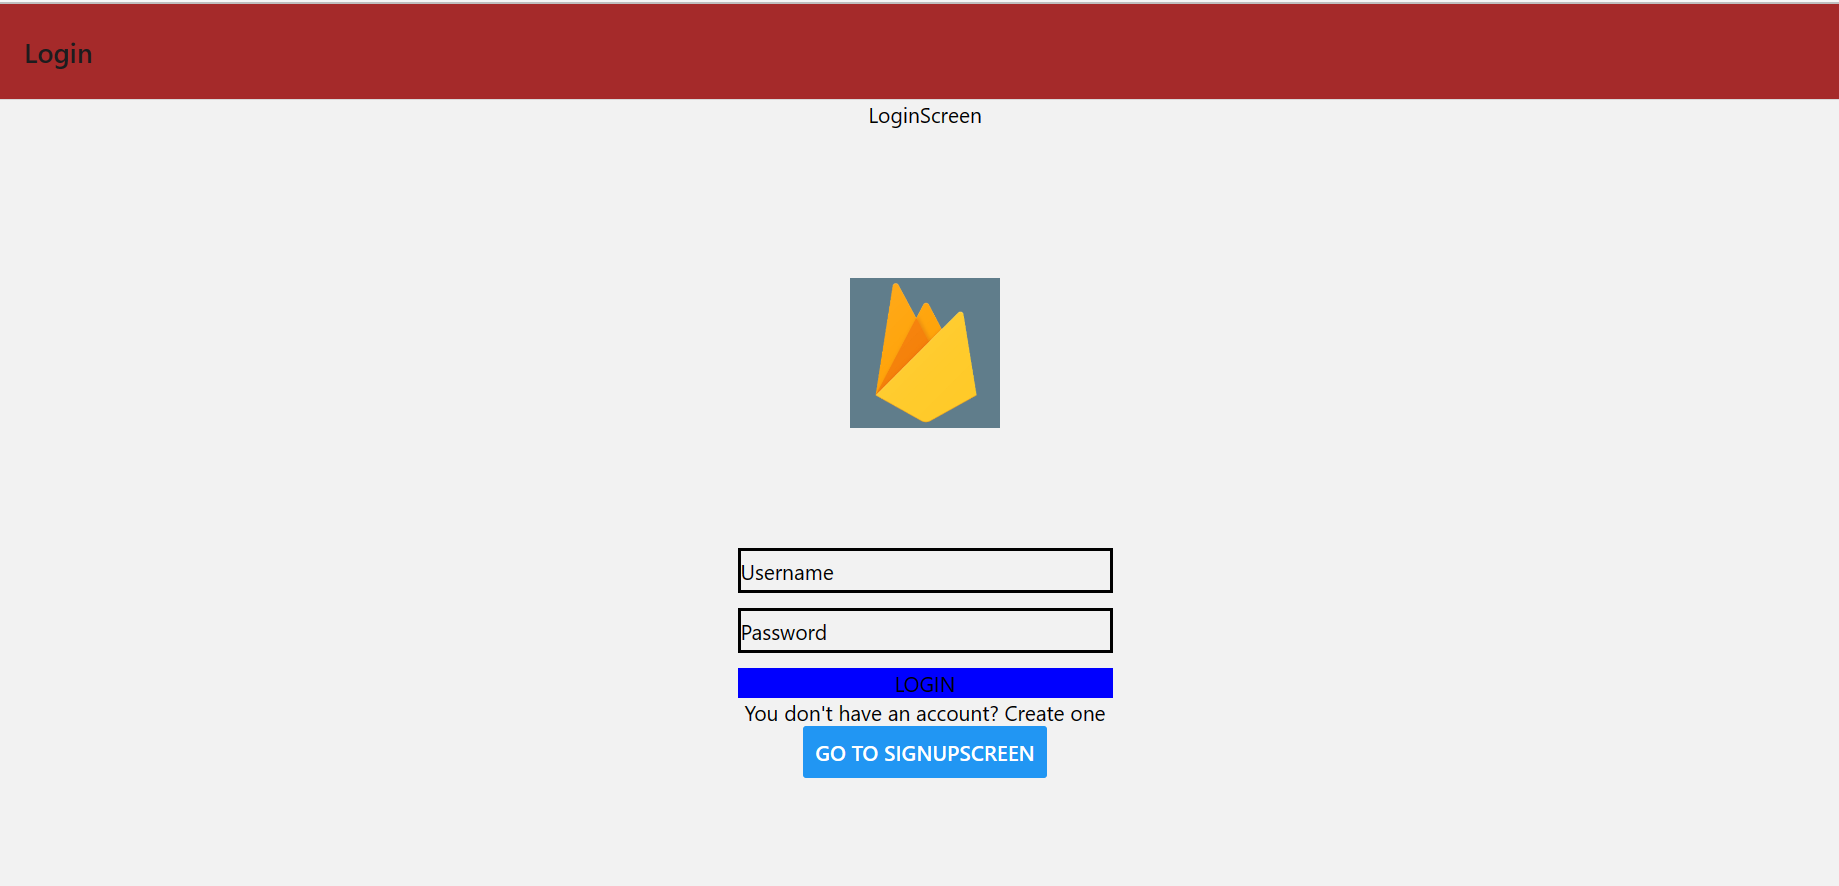 Login
LoginScreen
Username
Password
LOGIN
You don't have an account? Create one
GO TO SIGNUPSCREEN